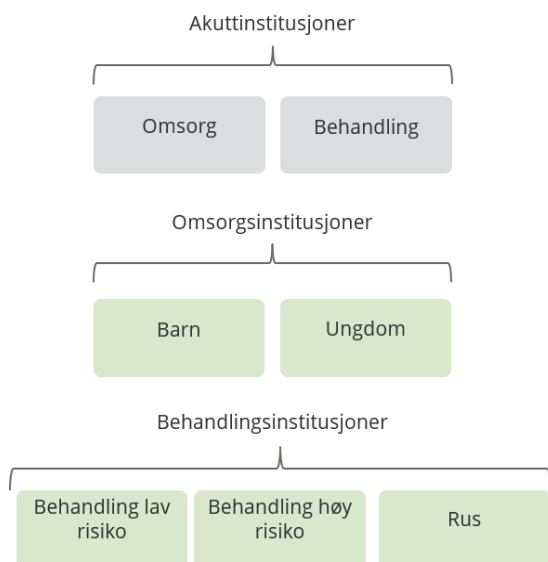 Akuttinstitusjoner
Omsorg
Behandling
Omsorgsinstitusjoner
Barn
Ungdom
Behandlingsinstitusjoner
Behandling lav
risiko
Behandling høy
risiko
Rus